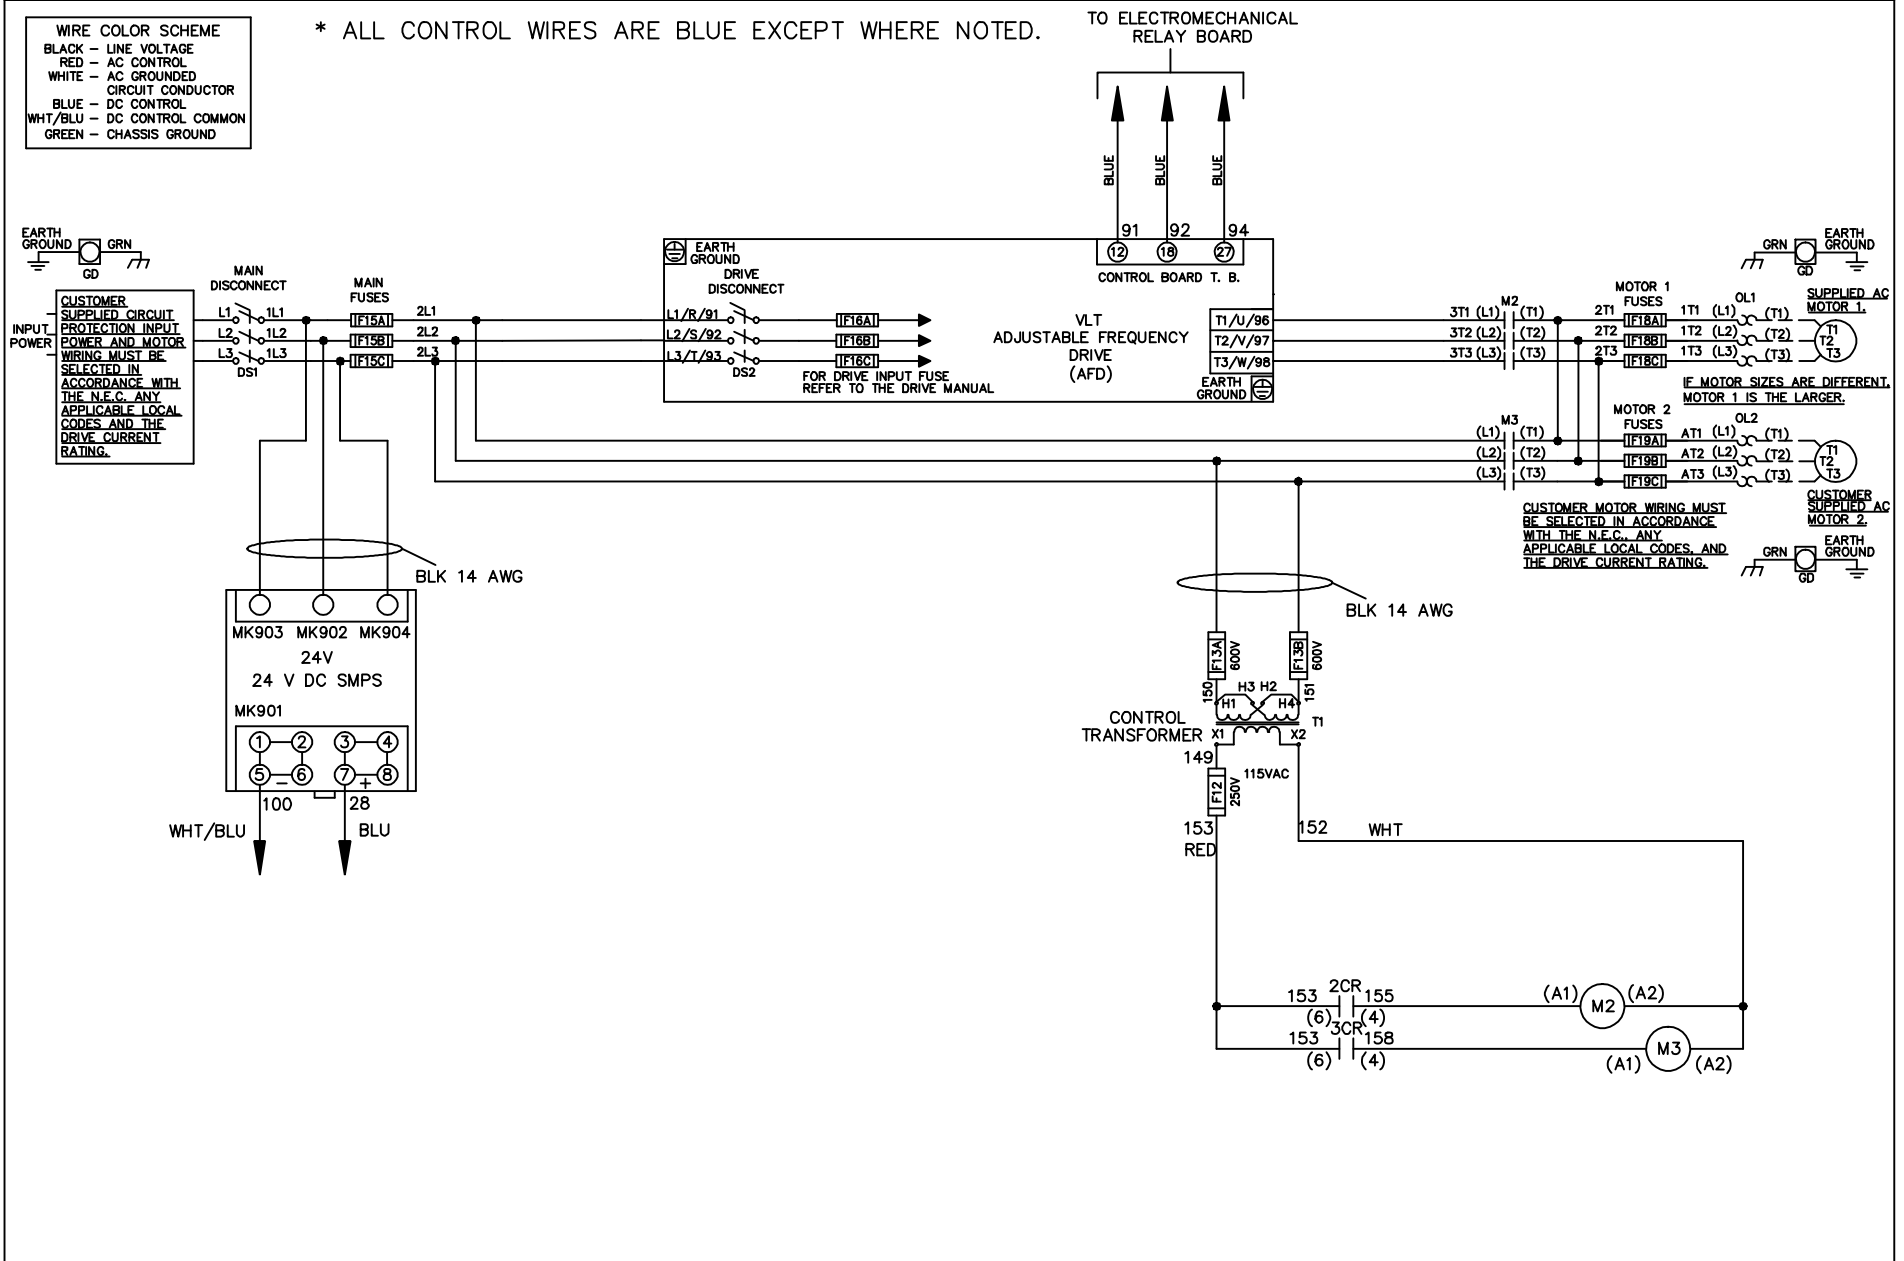 WIRE COLOR SCHEME
BLACK – LINE VOLTAGE
RED – AC CONTROL
WHITE – AC GROUNDED
CIRCUIT CONDUCTOR
BLUE – DC CONTROL
WHT/BLU – DC CONTROL COMMON
GREEN – CHASSIS GROUND
* ALL CONTROL WIRES ARE BLUE EXCEPT WHERE NOTED.
TO ELECTROMECHANICAL
RELAY BOARD
BLUE
BLUE
BLUE
91 92 94
12 18 27
CONTROL BOARD T. B.
EARTH
GROUND
GRN
GD
INPUT
POWER
CUSTOMER
SUPPLIED CIRCUIT
PROTECTION INPUT
POWER AND MOTOR
WIRING MUST BE
SELECTED IN
ACCORDANCE WITH
THE N.E.C. ANY
APPLICABLE LOCAL
CODES AND THE
DRIVE CURRENT
RATING.
MAIN
DISCONNECT
L1 1L1
L2 1L2
L3 1L3
DS1
MAIN
FUSES
F15A
F15B
F15C
2L1
2L2
2L3
EARTH
GROUND
DRIVE
DISCONNECT
L1/R/91
L2/S/92
L3/T/93
DS2
F16A
F16B
F16C
FOR DRIVE INPUT FUSE
REFER TO THE DRIVE MANUAL
VLT
ADJUSTABLE FREQUENCY
DRIVE
(AFD)
T1/U/96
T2/V/97
T3/W/98
EARTH
GROUND
M2
3T1 (L1) (T1)
3T2 (L2) (T2)
3T3 (L3) (T3)
MOTOR 1
FUSES
2T1 F18A 1T1 (L1)
2T2 F18B 1T2 (L2)
2T3 F18C 1T3 (L3)
OL1
(T1)
(T2)
(T3)
GRN
EARTH
GROUND
GD
SUPPLIED AC
MOTOR 1.
T1
T2
T3
IF MOTOR SIZES ARE DIFFERENT,
MOTOR 1 IS THE LARGER.
M3
(L1) (T1)
(L2) (T2)
(L3) (T3)
MOTOR 2
FUSES
F19A AT1 (L1)
F19B AT2 (L2)
F19C AT3 (L3)
OL2
(T1)
(T2)
(T3)
T1
T2
T3
CUSTOMER
SUPPLIED AC
MOTOR 2.
CUSTOMER MOTOR WIRING MUST
BE SELECTED IN ACCORDANCE
WITH THE N.E.C., ANY
APPLICABLE LOCAL CODES, AND
THE DRIVE CURRENT RATING.
GRN
EARTH
GROUND
GD
BLK 14 AWG
MK903 MK902 MK904
24V
24 V DC SMPS
MK901
1 2 3 4
5 6 7 8
– +
100 28
WHT/BLU BLU
BLK 14 AWG
F13A
600V
F13B
600V
150
151
H1 H3 H2 H4
T1
CONTROL
TRANSFORMER
X1 X2
149
115VAC
F12
250V
153
RED
152 WHT
153 2CR 155
(6) (4)
(A1) M2 (A2)
153 3CR 158
(6) (4)
(A1) M3 (A2)